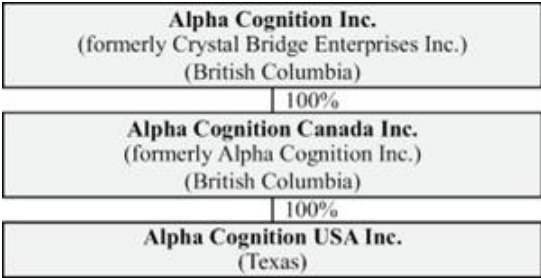 Alpha Cognition Inc.
(formerly Crystal Bridge Enterprises Inc.)
(British Columbia)
100%
Alpha Cognition Canada Inc.
(formerly Alpha Cognition Inc.)
(British Columbia)
100%
Alpha Cognition USA Inc.
(Texas)